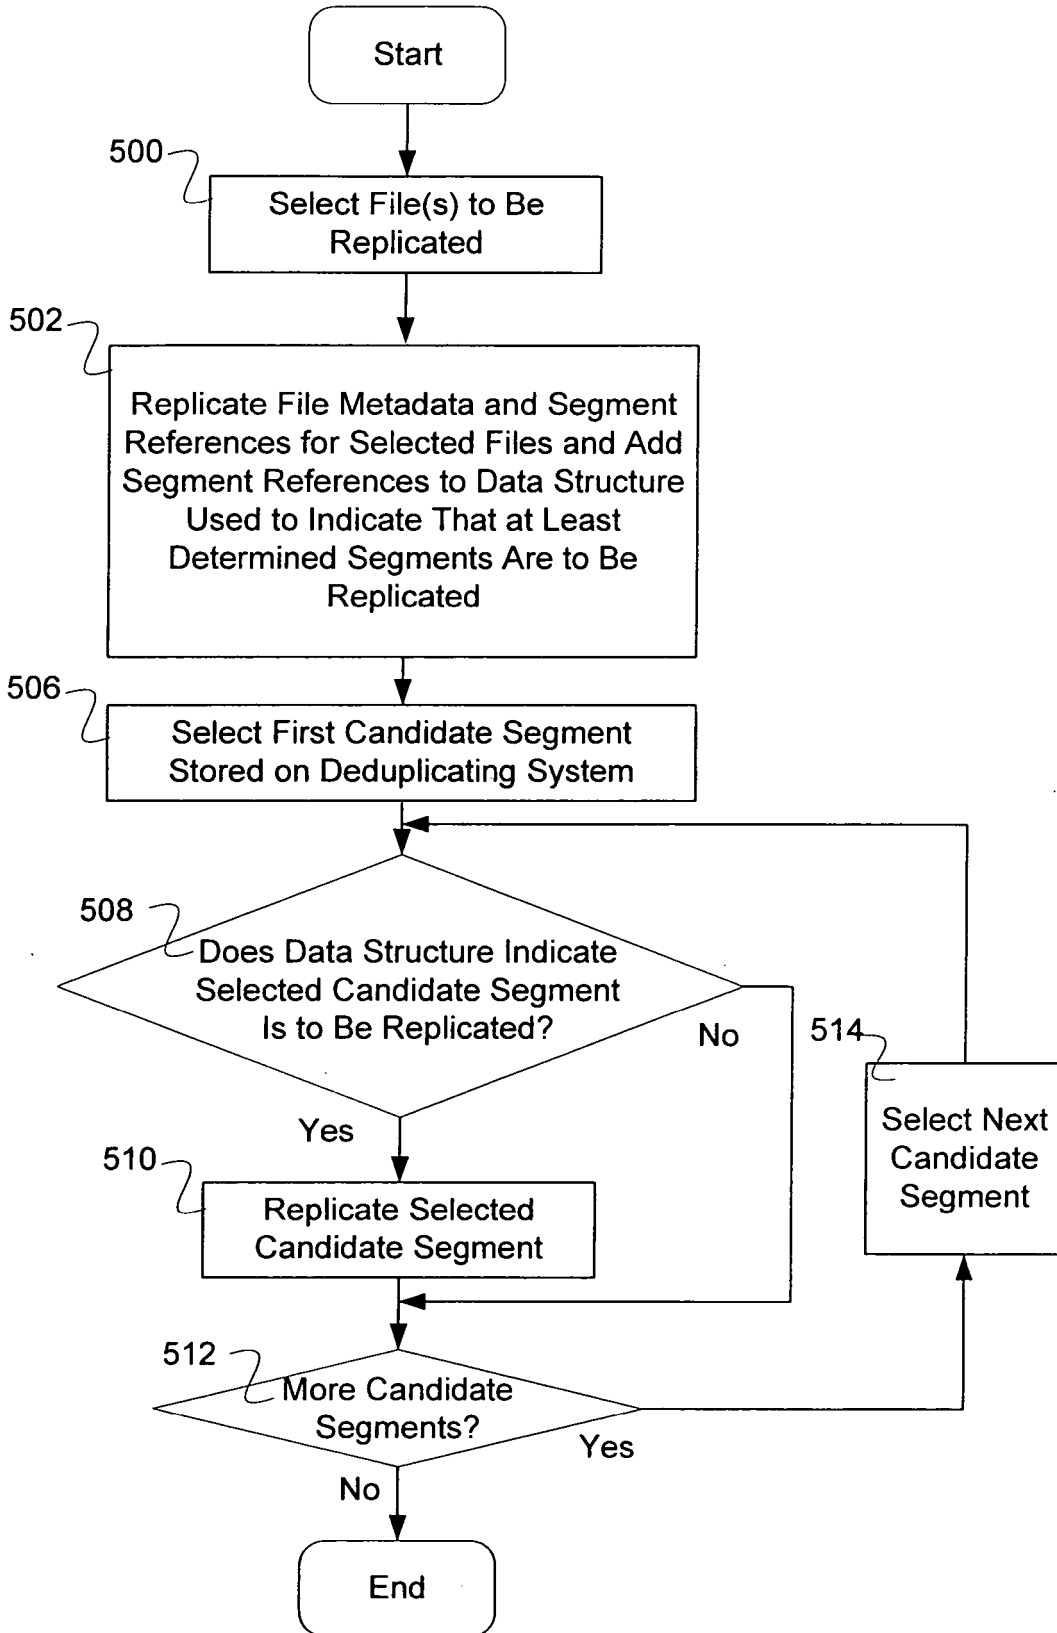 Start
500
Select File(s) to Be
Replicated
502
Replicate File Metadata and Segment
References for Selected Files and Add
Segment References to Data Structure
Used to Indicate That at Least
Determined Segments Are to Be
Replicated
506
Select First Candidate Segment
Stored on Deduplicating System
508
Does Data Structure Indicate
Selected Candidate Segment
Is to Be Replicated?
No
Yes
514
Select Next
Candidate
Segment
510
Replicate Selected
Candidate Segment
512
More Candidate
Segments?
Yes
No
End